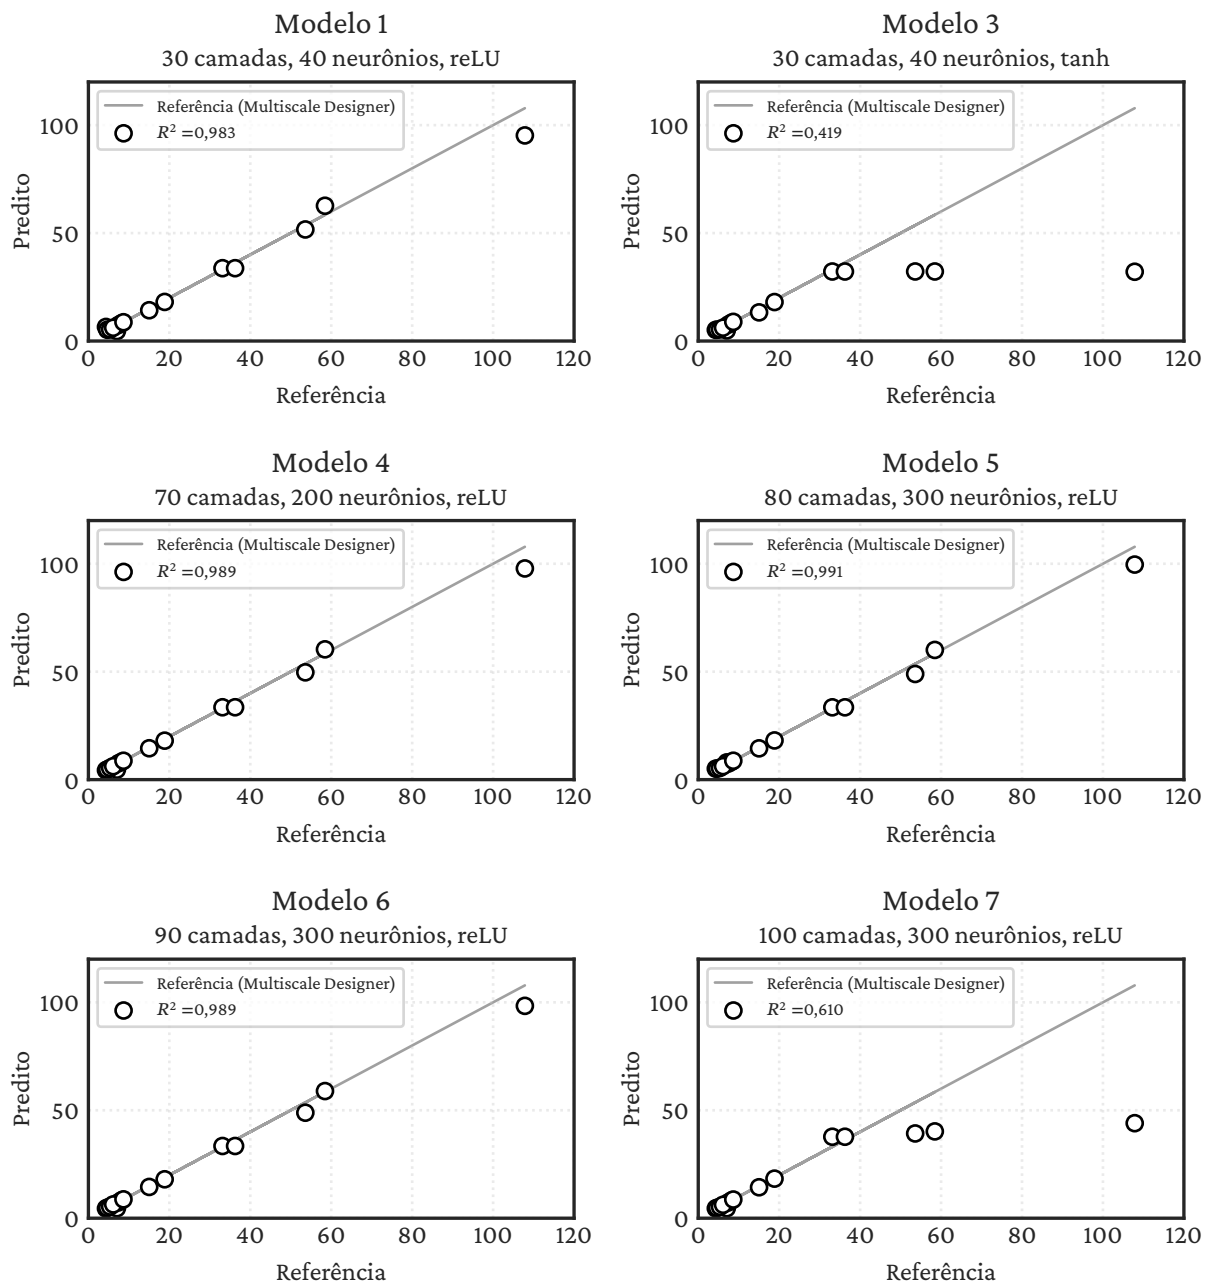 Modelo 1
30 camadas, 40 neurônios, reLU
Referência (Multiscale Designer)
R² =0,983
Predito
100
50
0
0 20 40 60 80 100 120
Referência
Modelo 3
30 camadas, 40 neurônios, tanh
Referência (Multiscale Designer)
R² =0,419
Predito
100
50
0
0 20 40 60 80 100 120
Referência
Modelo 4
70 camadas, 200 neurônios, reLU
Referência (Multiscale Designer)
R² =0,989
Predito
100
50
0
0 20 40 60 80 100 120
Referência
Modelo 5
80 camadas, 300 neurônios, reLU
Referência (Multiscale Designer)
R² =0,991
Predito
100
50
0
0 20 40 60 80 100 120
Referência
Modelo 6
90 camadas, 300 neurônios, reLU
Referência (Multiscale Designer)
R² =0,989
Predito
100
50
0
0 20 40 60 80 100 120
Referência
Modelo 7
100 camadas, 300 neurônios, reLU
Referência (Multiscale Designer)
R² =0,610
Predito
100
50
0
0 20 40 60 80 100 120
Referência